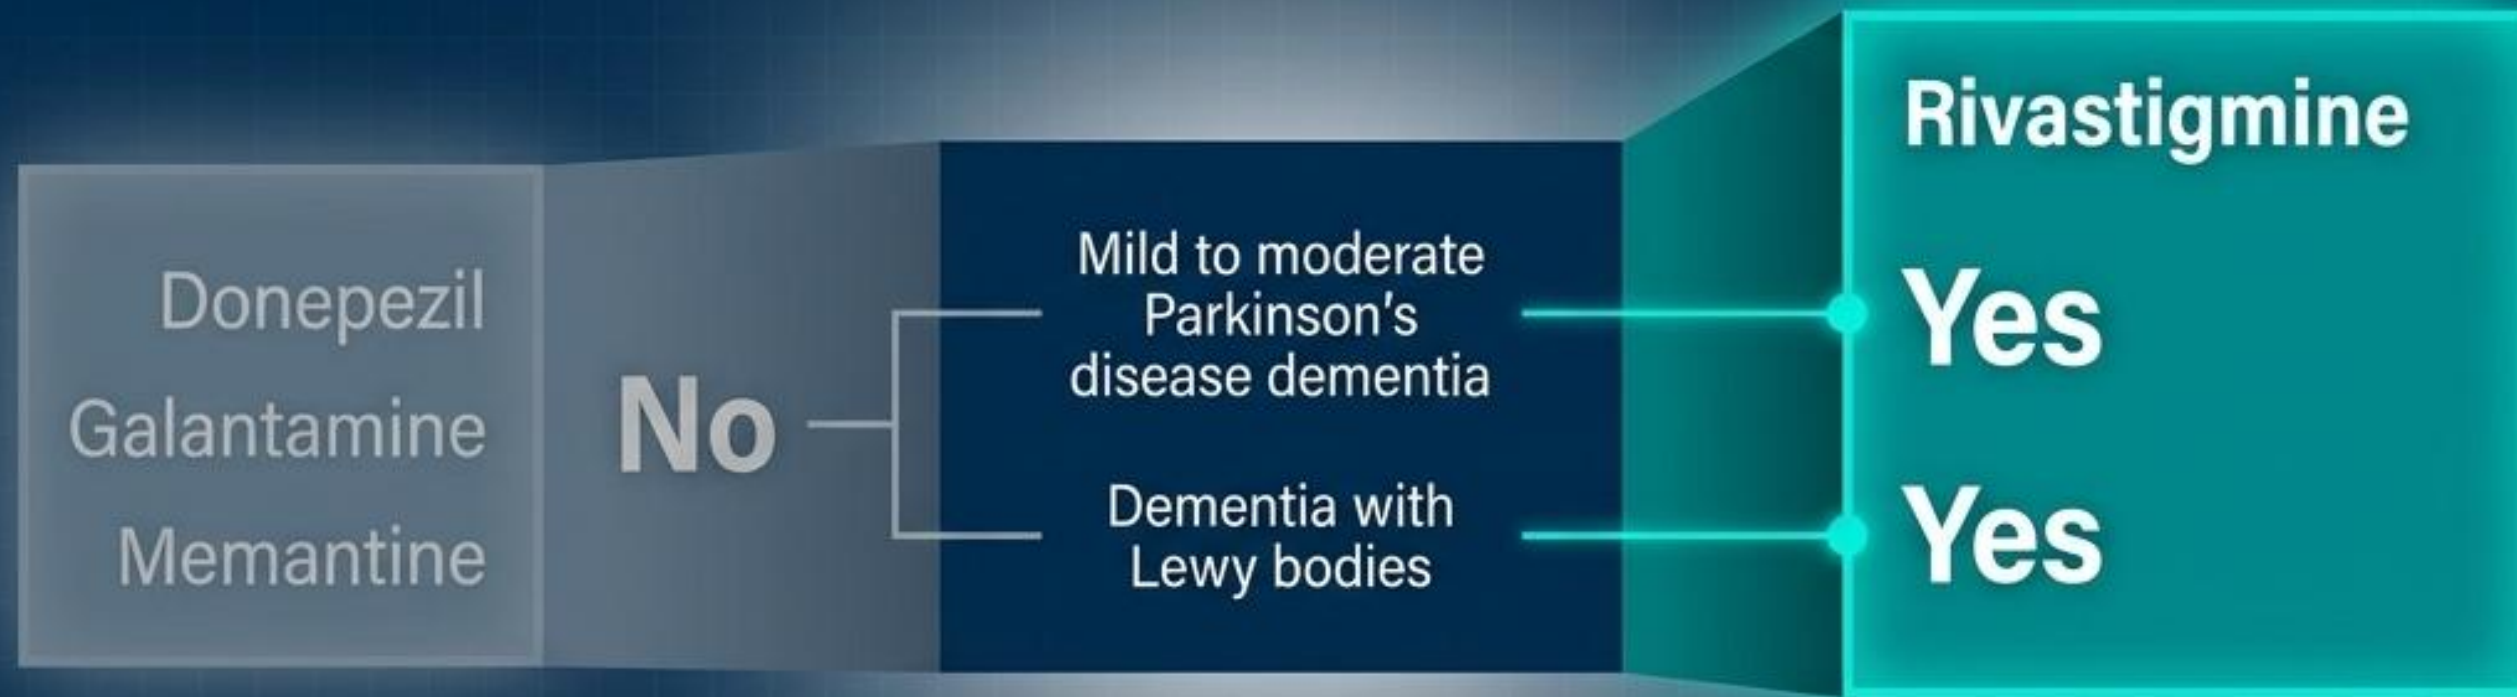 Donepezil
Galantamine
Memantine
No
Mild to moderate
Parkinson's
disease dementia
Dementia with
Lewy bodies
Rivastigmine
Yes
Yes